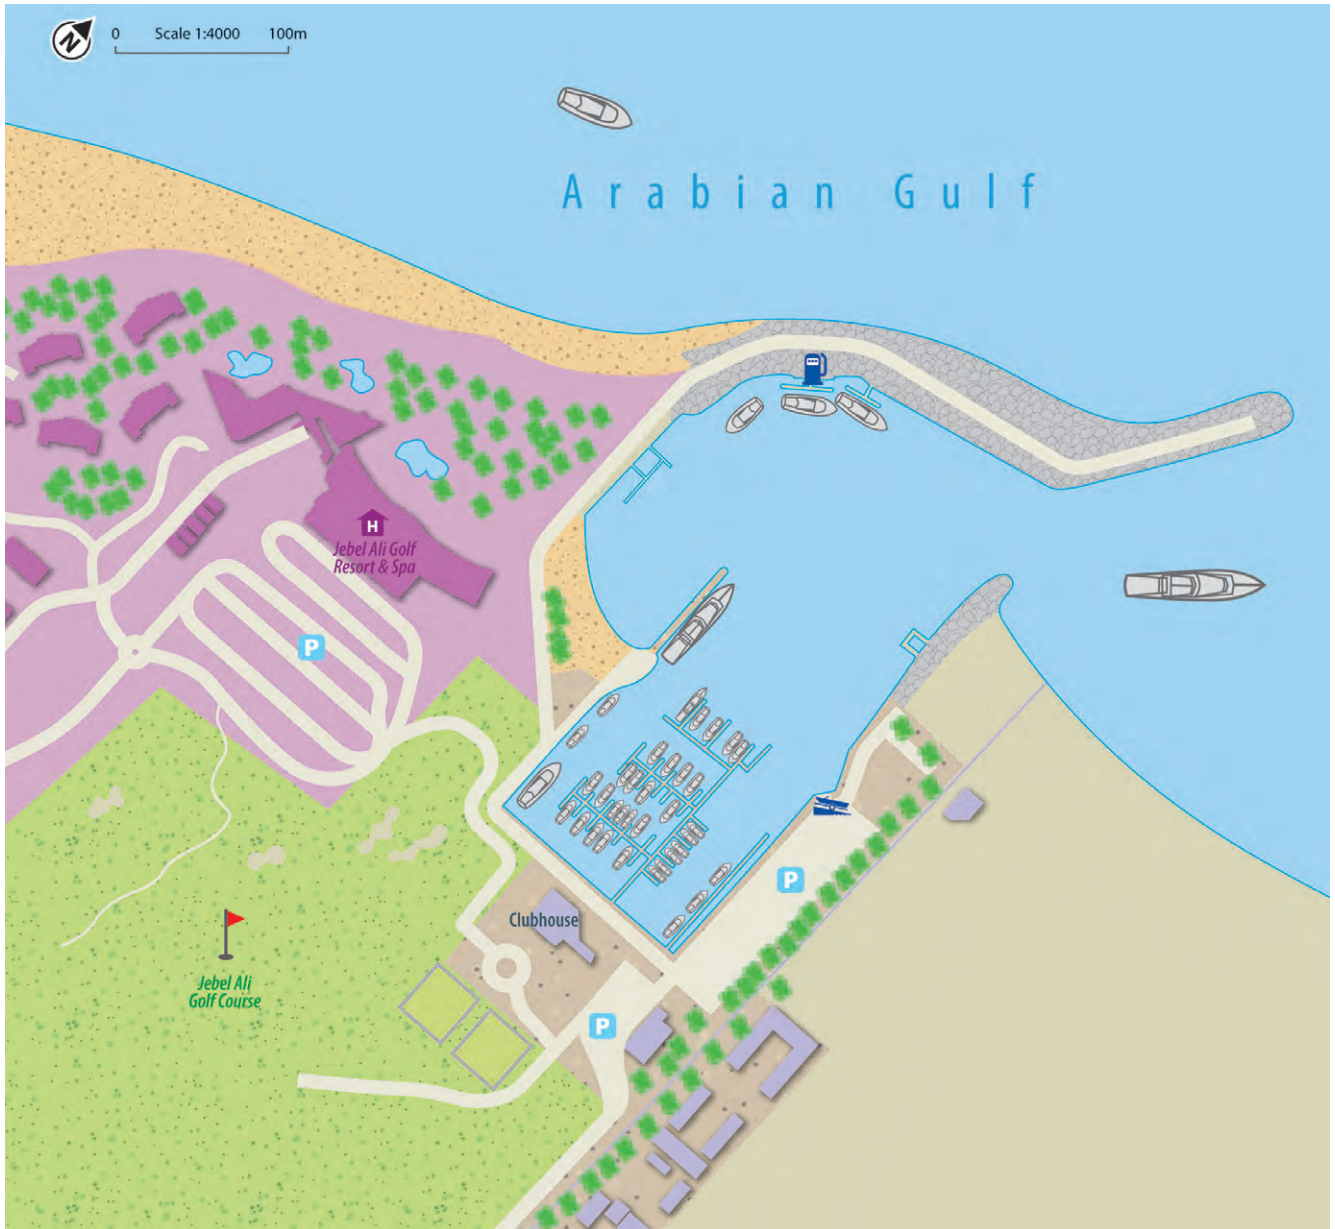 N
0 Scale 1:4000 100m
Arabian Gulf
H
Jebel Ali Golf
Resort & Spa
P
P
Clubhouse
Jebel Ali
Golf Course
P